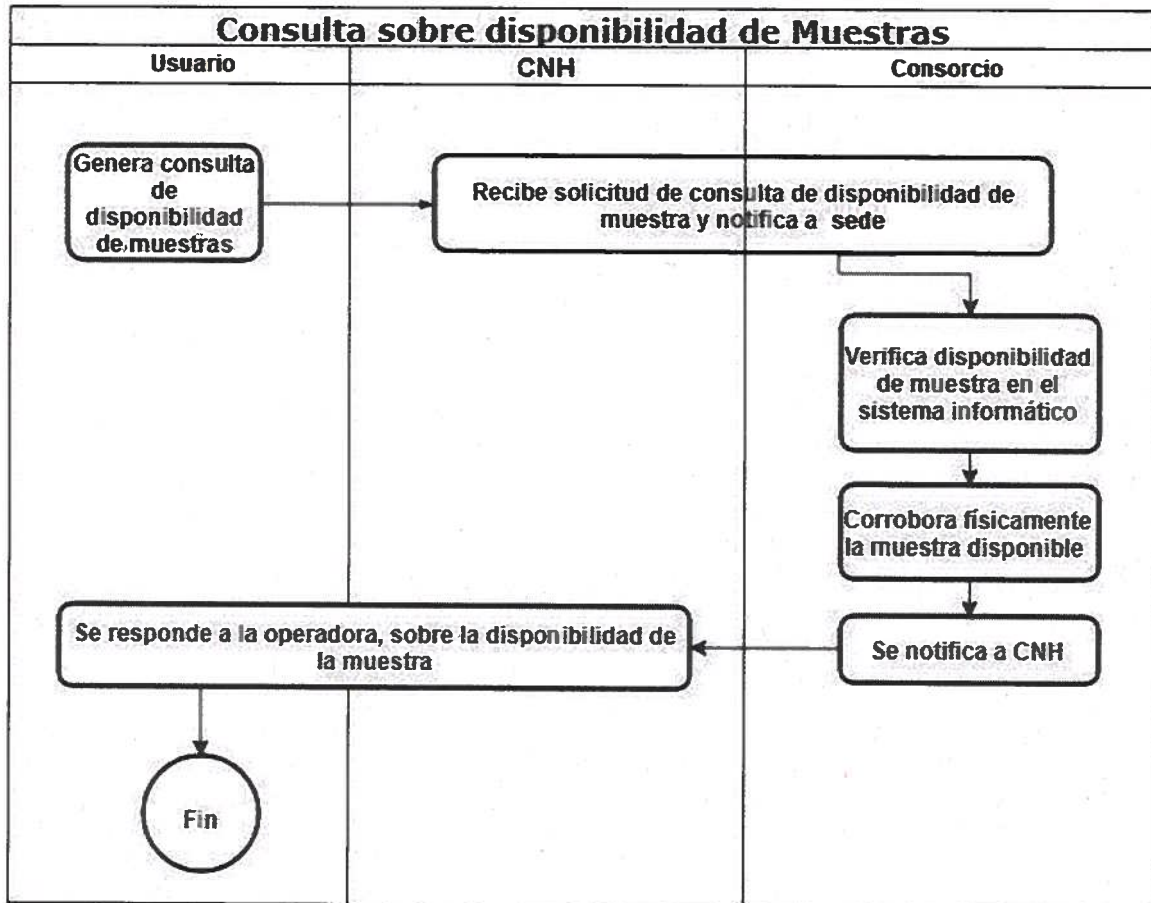 Consulta sobre disponibilidad de Muestras
Usuario
CNH
Consorcio
Genera consulta
de
disponibilidad
de muestras
Recibe solicitud de consulta de disponibilidad de
muestra y notifica a sede
Verifica disponibilidad
de muestra en el
sistema informático
Corrobora físicamente
la muestra disponible
Se notifica a CNH
Se responde a la operadora, sobre la disponibilidad de
la muestra
Fin